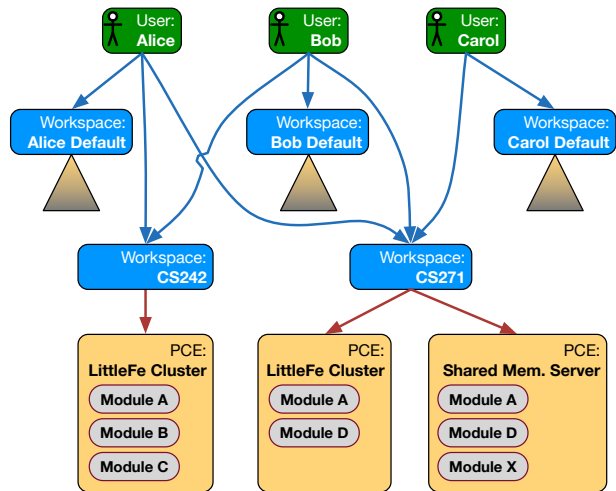 User:
Alice
User:
Bob
User:
Carol
Workspace:
Alice Default
Workspace:
Bob Default
Workspace:
Carol Default
Workspace:
CS242
Workspace:
CS271
PCE:
LittleFe Cluster
Module A
Module B
Module C
PCE:
LittleFe Cluster
Module A
Module D
PCE:
Shared Mem. Server
Module A
Module D
Module X